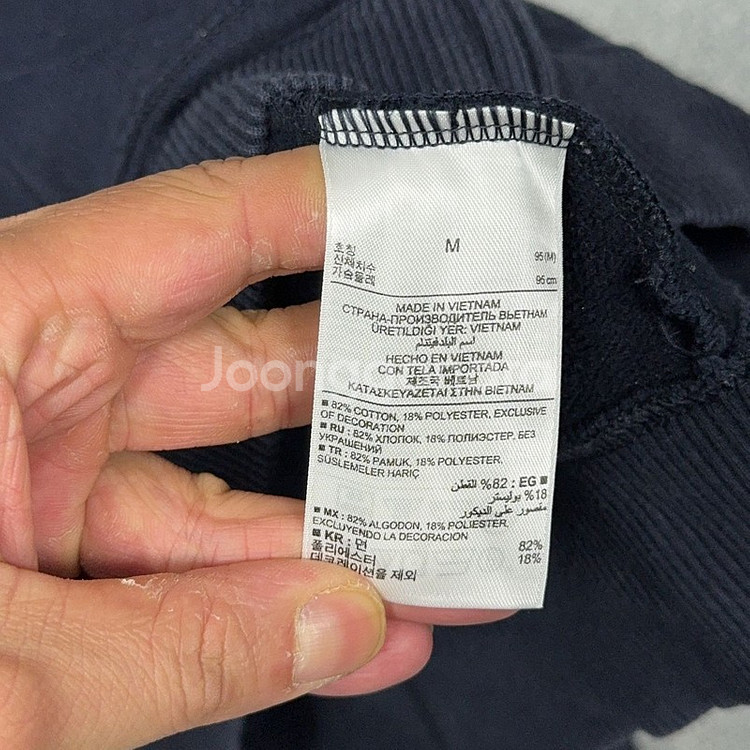 M
호칭
95 (M)
신체치수
가슴둘레
95 cm
MADE IN VIETNAM
СТРАНА-ПРОИЗВОДИТЕЛЬ ВЬЕТНАМ
ÜRETILDIĞI YER: VIETNAM
HECHO EN VIETNAM
CON TELA IMPORTADA
제조국 베트남
ΚΑΤΑΣΚΕΥΑΖΕΤΑΙ ΣΤΗΝ ΒΙΕΤΝΑΜ
■ 82% COTTON, 18% POLYESTER, EXCLUSIVE
OF DECORATION
■ RU : 82% ХЛОПОК, 18% ПОЛИЭСТЕР, БЕЗ
УКРАШЕНИЙ
■ TR : 82% PAMUK, 18% POLYESTER,
SÜSLEMELER HARIÇ
■ EG : 82% القطن
18% بوليستر
مقصور على الديكور
■ MX : 82% ALGODON, 18% POLIESTER,
EXCLUYENDO LA DECORACION
■ KR : 면 82%
폴리에스터 18%
데코레이션을 제외